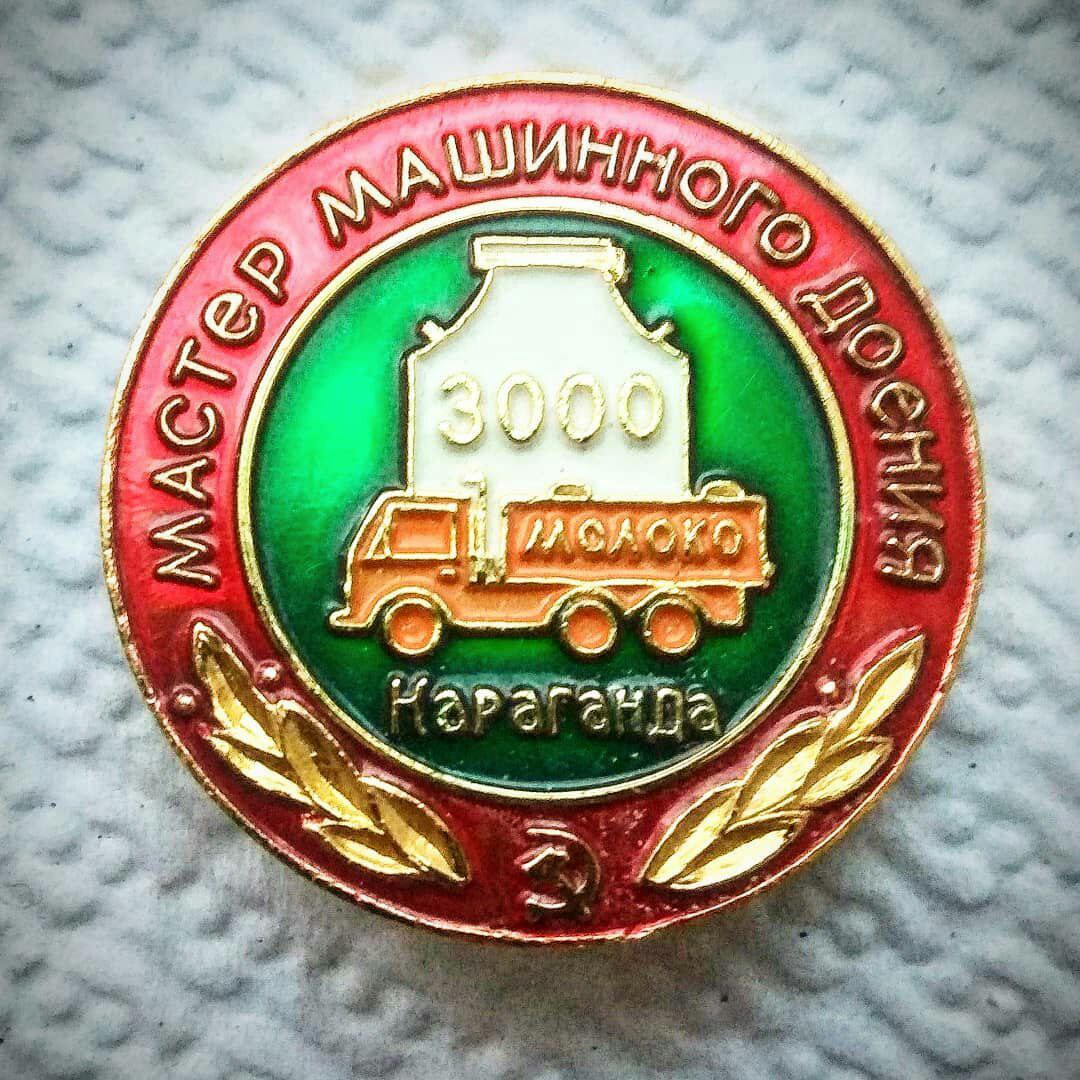 Мастер машинного доения
3000
МОЛОКО
Караганда